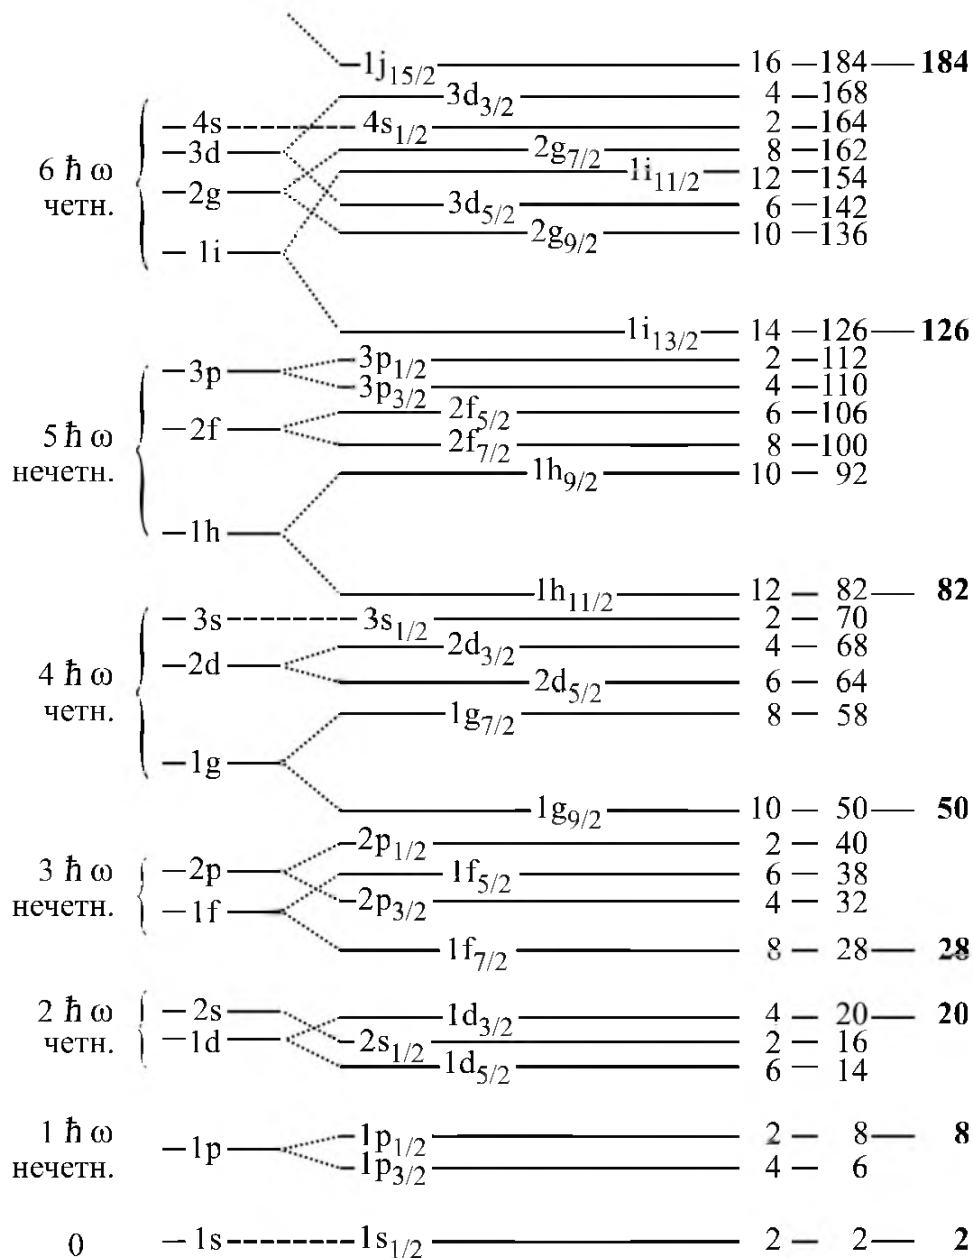 1j15/2 16 184 184
3d3/2 4 168
4s 4s1/2 2 164
3d 2g7/2 8 162
6 ħ ω 1i11/2 12 154
четн. 2g 3d5/2 6 142
1i 2g9/2 10 136
1i13/2 14 126 126
3p 3p1/2 2 112
3p3/2 4 110
2f 2f5/2 6 106
5 ħ ω 2f7/2 8 100
нечетн. 1h9/2 10 92
1h
1h11/2 12 82 82
3s 3s1/2 2 70
2d 2d3/2 4 68
4 ħ ω 2d5/2 6 64
четн. 1g7/2 8 58
1g
1g9/2 10 50 50
2p1/2 2 40
3 ħ ω 2p 1f5/2 6 38
нечетн. 1f 2p3/2 4 32
1f7/2 8 28 28
2 ħ ω 2s 1d3/2 4 20 20
четн. 1d 2s1/2 2 16
1d5/2 6 14
1 ħ ω 1p1/2 2 8 8
нечетн. 1p 1p3/2 4 6
0 1s 1s1/2 2 2 2